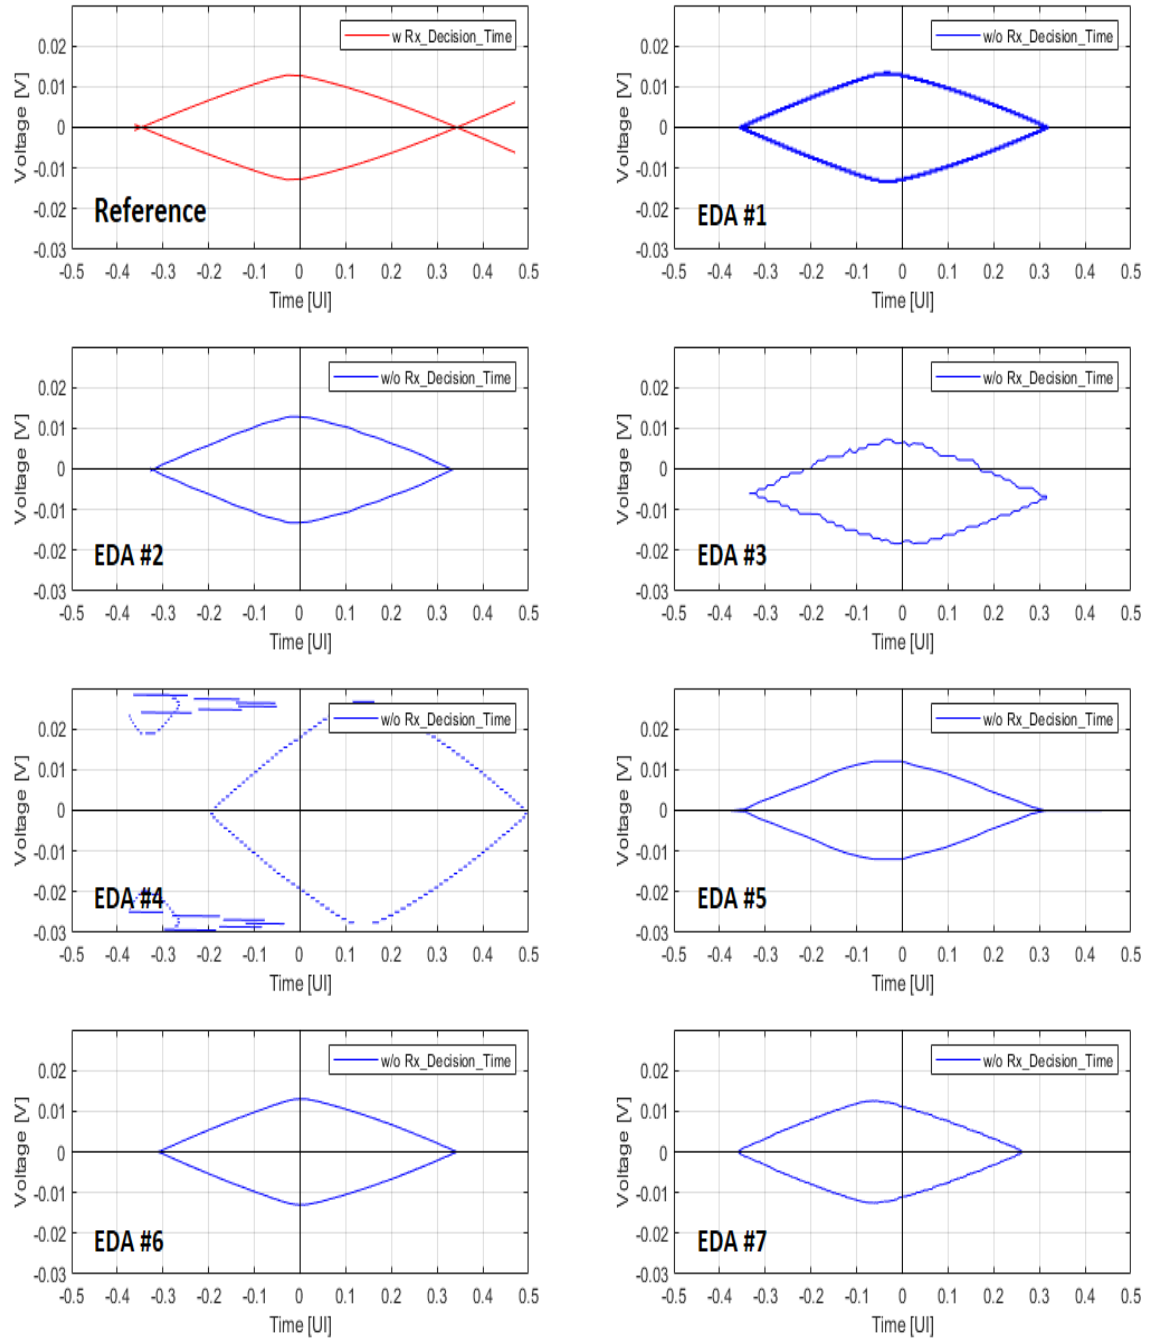 w Rx_Decision_Time
0.02
0.01
0
-0.01
-0.02
-0.03
Voltage [V]
Reference
-0.5 -0.4 -0.3 -0.2 -0.1 0 0.1 0.2 0.3 0.4 0.5
Time [UI]
w/o Rx_Decision_Time
0.02
0.01
0
-0.01
-0.02
-0.03
Voltage [V]
EDA #1
-0.5 -0.4 -0.3 -0.2 -0.1 0 0.1 0.2 0.3 0.4 0.5
Time [UI]
w/o Rx_Decision_Time
0.02
0.01
0
-0.01
-0.02
-0.03
Voltage [V]
EDA #2
-0.5 -0.4 -0.3 -0.2 -0.1 0 0.1 0.2 0.3 0.4 0.5
Time [UI]
w/o Rx_Decision_Time
0.02
0.01
0
-0.01
-0.02
-0.03
Voltage [V]
EDA #3
-0.5 -0.4 -0.3 -0.2 -0.1 0 0.1 0.2 0.3 0.4 0.5
Time [UI]
w/o Rx_Decision_Time
0.02
0.01
0
-0.01
-0.02
-0.03
Voltage [V]
EDA #4
-0.5 -0.4 -0.3 -0.2 -0.1 0 0.1 0.2 0.3 0.4 0.5
Time [UI]
w/o Rx_Decision_Time
0.02
0.01
0
-0.01
-0.02
-0.03
Voltage [V]
EDA #5
-0.5 -0.4 -0.3 -0.2 -0.1 0 0.1 0.2 0.3 0.4 0.5
Time [UI]
w/o Rx_Decision_Time
0.02
0.01
0
-0.01
-0.02
-0.03
Voltage [V]
EDA #6
-0.5 -0.4 -0.3 -0.2 -0.1 0 0.1 0.2 0.3 0.4 0.5
Time [UI]
w/o Rx_Decision_Time
0.02
0.01
0
-0.01
-0.02
-0.03
Voltage [V]
EDA #7
-0.5 -0.4 -0.3 -0.2 -0.1 0 0.1 0.2 0.3 0.4 0.5
Time [UI]